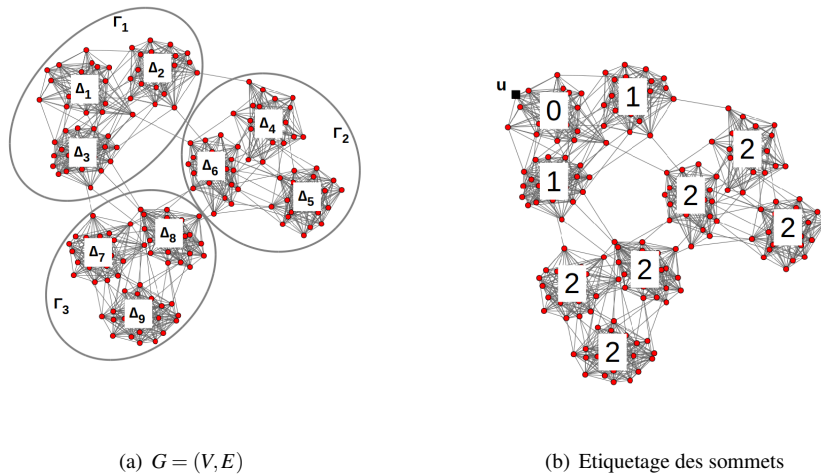 Γ₁
Δ₁
Δ₂
Δ₃
Γ₂
Δ₄
Δ₆
Δ₅
Δ₈
Δ₇
Γ₃
Δ₉
(a) G = (V,E)
u
0
1
1
2
2
2
2
2
2
(b) Etiquetage des sommets